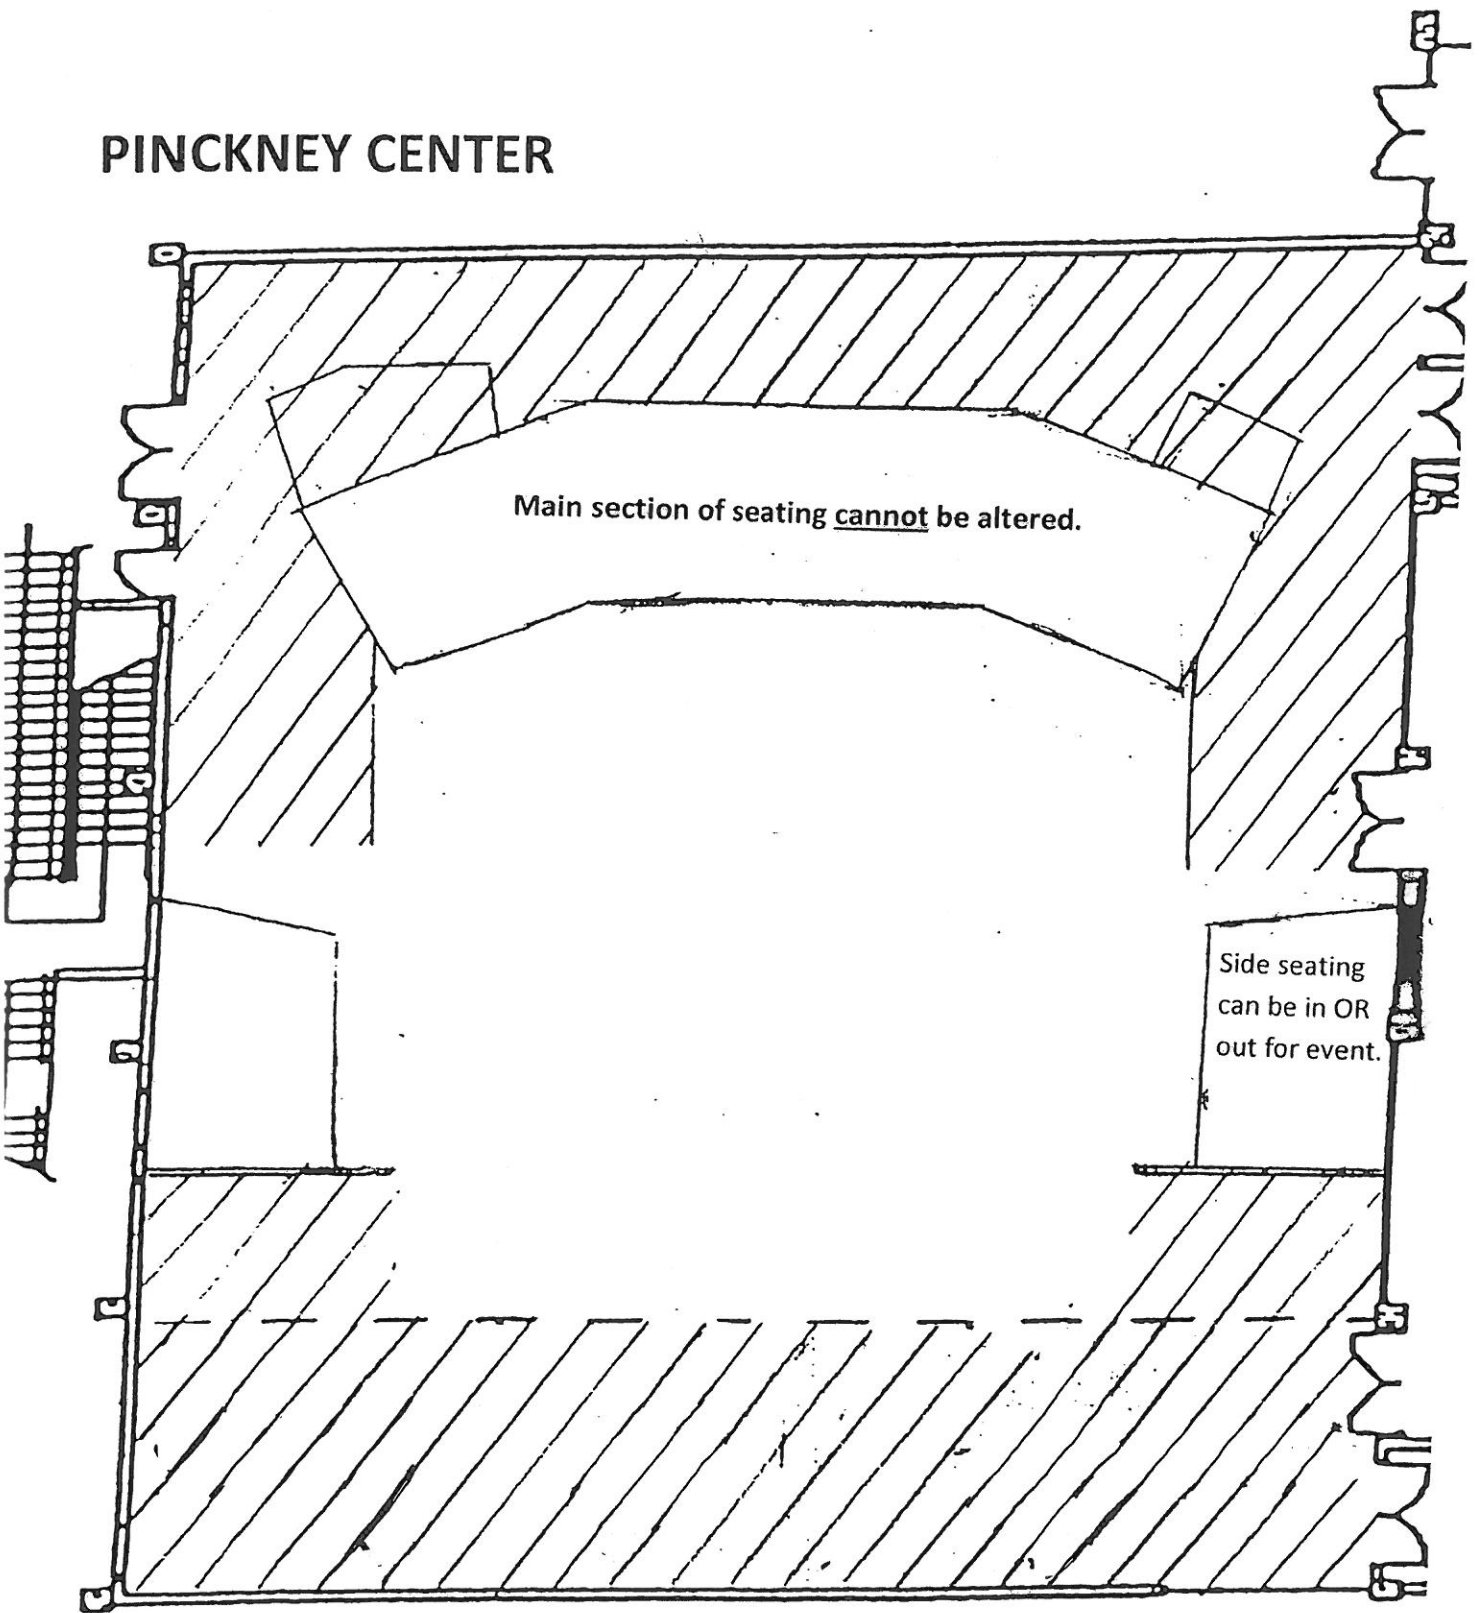 PINCKNEY CENTER
Main section of seating cannot be altered.
Side seating
can be in OR
out for event.